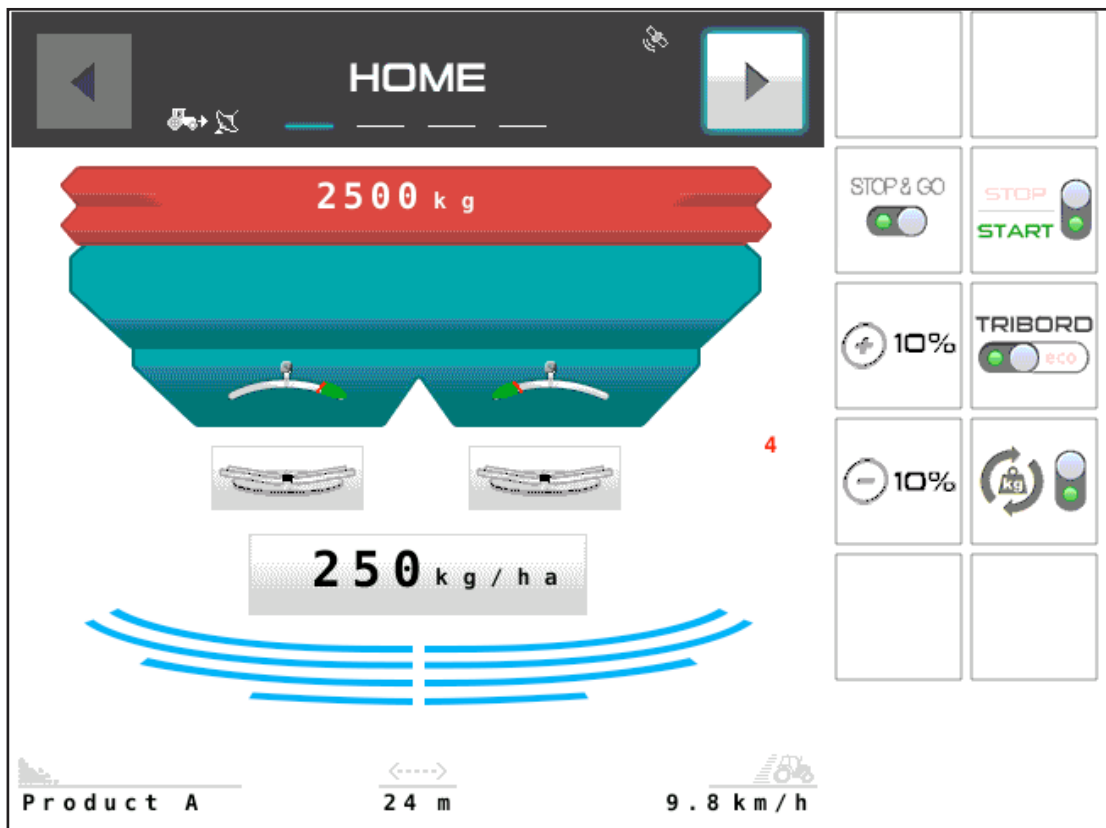 HOME
2500 kg
STOP & GO
STOP
START
10%
TRIBORD
eco
4
10%
kg
250 kg/ha
Product A
24 m
9.8 km/h